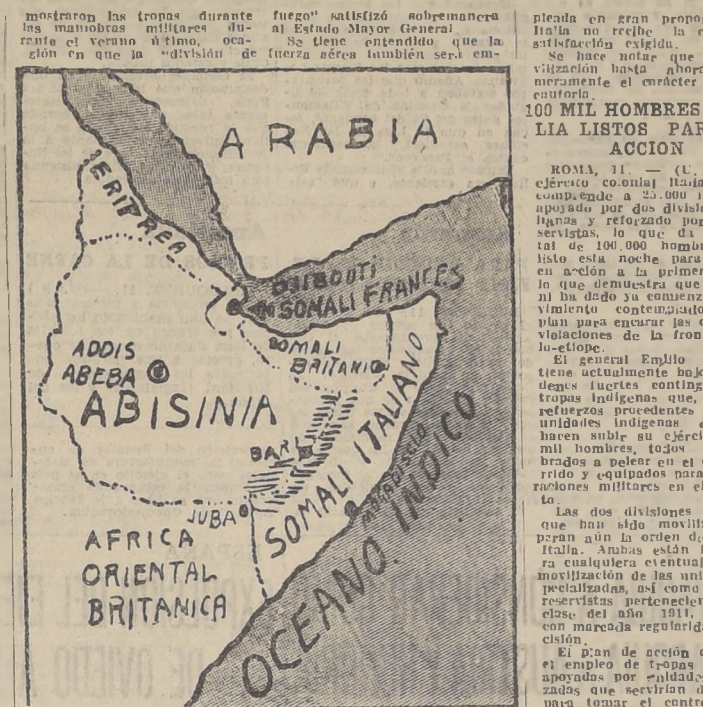 mostraron las tropas durante
las maniobras militares du-
rante el verano último, oca-
sión en que la "división de
fuego" satisfizó sobremanera
al Estado Mayor General
Se tiene entendido que la
fuerza aérea también será em-
ARABIA
ERITREA
DJIBOUTI
SOMALI FRANCES
SOMALI
BRITANIO
ADDIS
ABEBA
ABISINIA
BARI
SOMALI ITALIANO
MOGADISCIO
JUBA
AFRICA
ORIENTAL
BRITANICA
OCEANO INDICO
pleada en gran propo
Italia no recibe la
satisfacción exigida.
Se hace notar que
vilización hasta ahor
meramente el carácter
cautoria.
100 MIL HOMBRES
LIA LISTOS PAR
ACCION
ROMA, 11. — (U.
ejército colonial Italia
comprende a 25.000
apoyado por dos divisi
lianas y reforzado por
servistas, lo que da
tal de 100.000 homb
listo esta noche para
en acción a la primer
lo que demuestra que
ni ha dado ya comienz
vimiento contemplado
plan para encarar las
violaciones de la fron
lo-etíope.
El general Emilio
tiene actualmente bajo
denes fuertes conting
tropas indígenas que,
refuerzos procedentes
unidades indígenas
hacen subir su ejérci
mil hombres, todos
brados a pelear en el
rrido y equipados para
raciones militares en el
to.
Las dos divisiones
que han sido movili
peran aún la orden d
Italia. Ambas están
ra cualquiera eventual
movilización de las uni
pecializadas, así como
reservistas pertenecien
clase del año 1911,
con marcada regularid
cisión.
El plan de acción
el empleo de tropas
apoyadas por unidade
zadas que servirían d
para tomar el contro